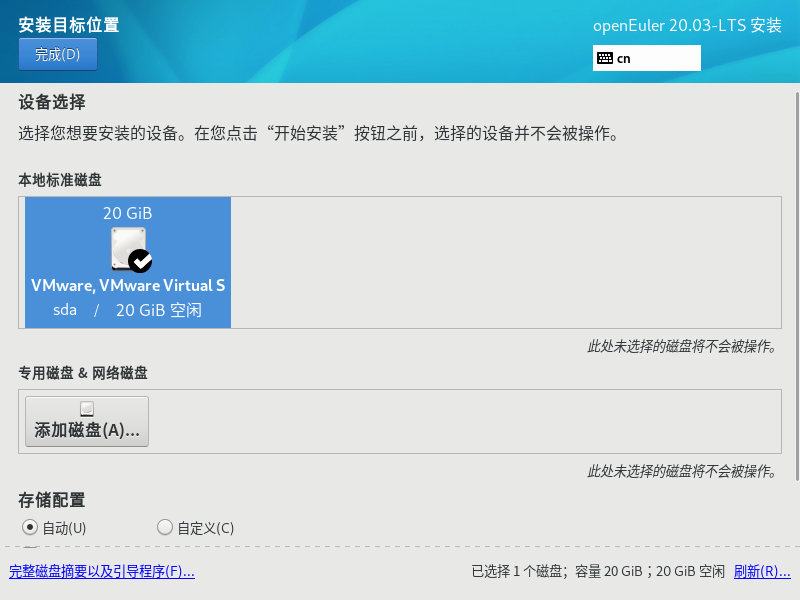 安装目标位置
openEuler 20.03-LTS 安装
完成(D)
cn
设备选择
选择您想要安装的设备。在您点击“开始安装”按钮之前，选择的设备并不会被操作。
本地标准磁盘
20 GiB
VMware, VMware Virtual S
sda / 20 GiB 空闲
此处未选择的磁盘将不会被操作。
专用磁盘 & 网络磁盘
添加磁盘(A)...
此处未选择的磁盘将不会被操作。
存储配置
自动(U) 自定义(C)
完整磁盘摘要以及引导程序(F)... 已选择 1 个磁盘；容量 20 GiB；20 GiB 空闲 刷新(R)...